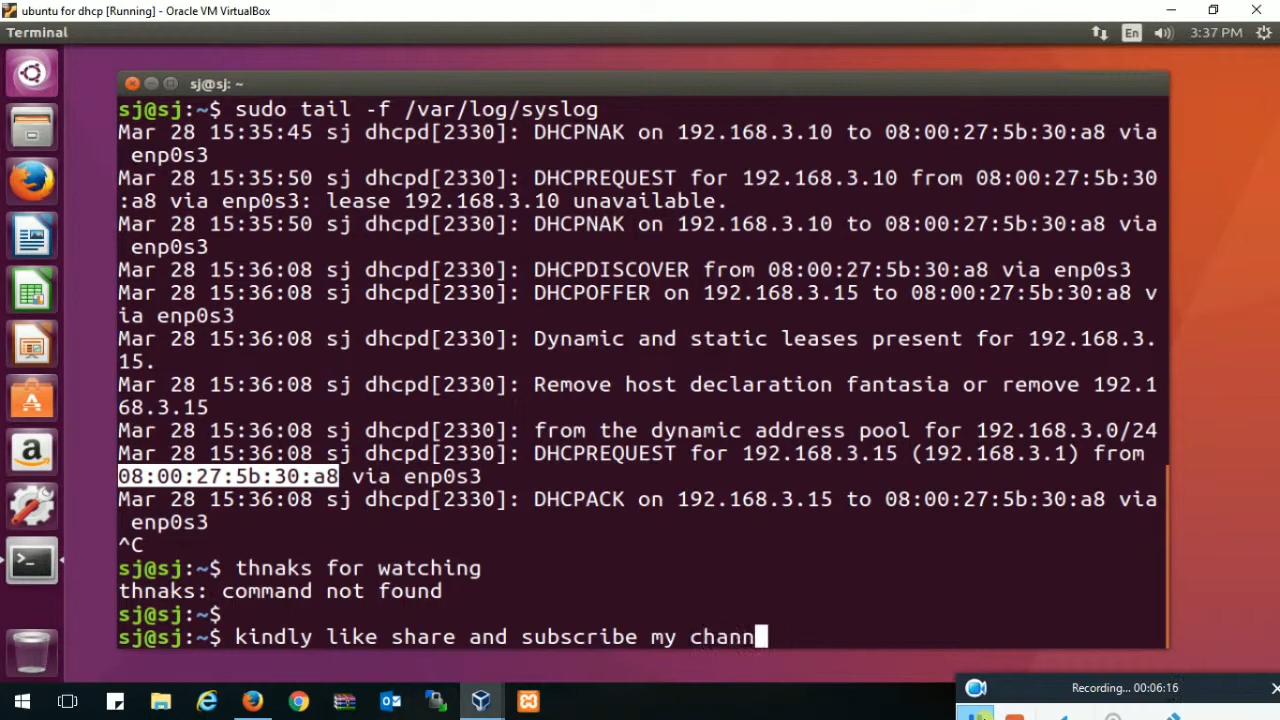 ubuntu for dhcp [Running] - Oracle VM VirtualBox
Terminal
En
3:37 PM
sj@sj: ~
sj@sj:~$ sudo tail -f /var/log/syslog
Mar 28 15:35:45 sj dhcpd[2330]: DHCPNAK on 192.168.3.10 to 08:00:27:5b:30:a8 via
enp0s3
Mar 28 15:35:50 sj dhcpd[2330]: DHCPREQUEST for 192.168.3.10 from 08:00:27:5b:30
:a8 via enp0s3: lease 192.168.3.10 unavailable.
Mar 28 15:35:50 sj dhcpd[2330]: DHCPNAK on 192.168.3.10 to 08:00:27:5b:30:a8 via
enp0s3
Mar 28 15:36:08 sj dhcpd[2330]: DHCPDISCOVER from 08:00:27:5b:30:a8 via enp0s3
Mar 28 15:36:08 sj dhcpd[2330]: DHCPOFFER on 192.168.3.15 to 08:00:27:5b:30:a8 v
ia enp0s3
Mar 28 15:36:08 sj dhcpd[2330]: Dynamic and static leases present for 192.168.3.
15.
Mar 28 15:36:08 sj dhcpd[2330]: Remove host declaration fantasia or remove 192.1
68.3.15
Mar 28 15:36:08 sj dhcpd[2330]: from the dynamic address pool for 192.168.3.0/24
Mar 28 15:36:08 sj dhcpd[2330]: DHCPREQUEST for 192.168.3.15 (192.168.3.1) from
08:00:27:5b:30:a8 via enp0s3
Mar 28 15:36:08 sj dhcpd[2330]: DHCPACK on 192.168.3.15 to 08:00:27:5b:30:a8 via
enp0s3
^C
sj@sj:~$ thnaks for watching
thnaks: command not found
sj@sj:~$
sj@sj:~$ kindly like share and subscribe my chann
Recording... 00:06:16